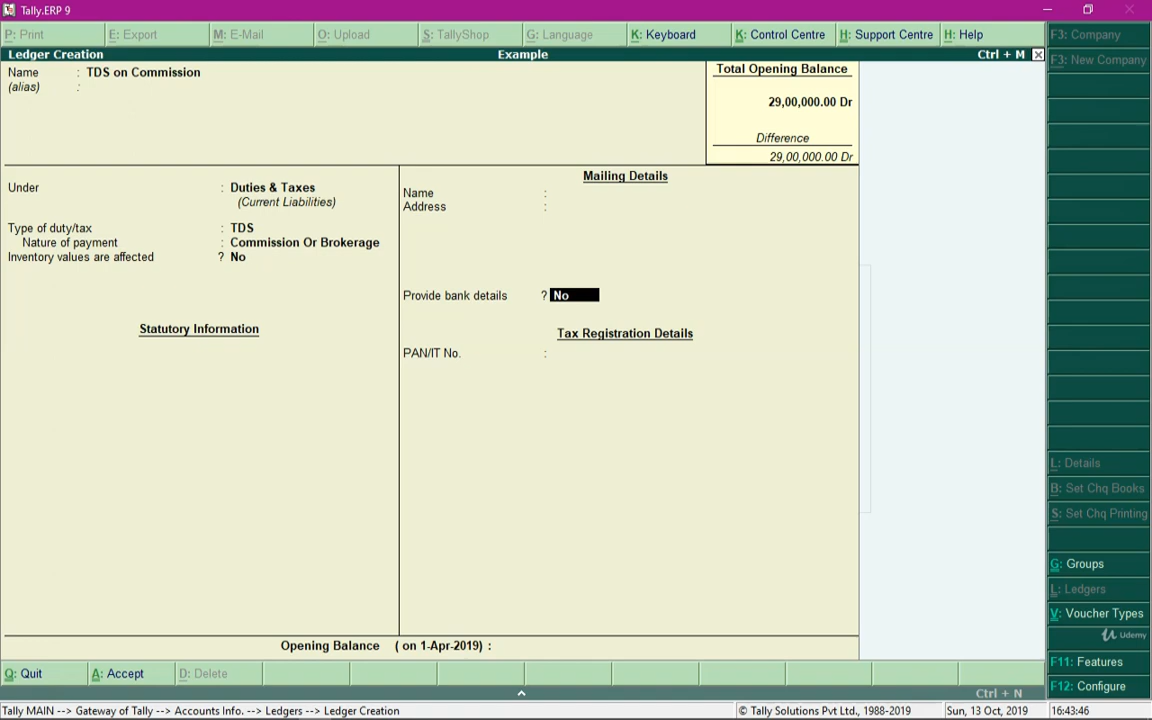 Tally.ERP 9
P: Print E: Export M: E-Mail O: Upload S: TallyShop G: Language K: Keyboard K: Control Centre H: Support Centre H: Help
F3: Company
F3: New Company
Ledger Creation Example Ctrl + M
Name : TDS on Commission
(alias) :
Total Opening Balance
29,00,000.00 Dr
Difference
29,00,000.00 Dr
Under : Duties & Taxes
(Current Liabilities)
Type of duty/tax : TDS
Nature of payment : Commission Or Brokerage
Inventory values are affected ? No
Statutory Information
Mailing Details
Name :
Address :
Provide bank details ? No
Tax Registration Details
PAN/IT No. :
Opening Balance ( on 1-Apr-2019) :
L: Details
B: Set Chq Books
S: Set Chq Printing
G: Groups
L: Ledgers
V: Voucher Types
Udemy
F11: Features
F12: Configure
Q: Quit A: Accept D: Delete
Ctrl + N
Tally MAIN --> Gateway of Tally --> Accounts Info. --> Ledgers --> Ledger Creation © Tally Solutions Pvt Ltd., 1988-2019 Sun, 13 Oct, 2019 16:43:46